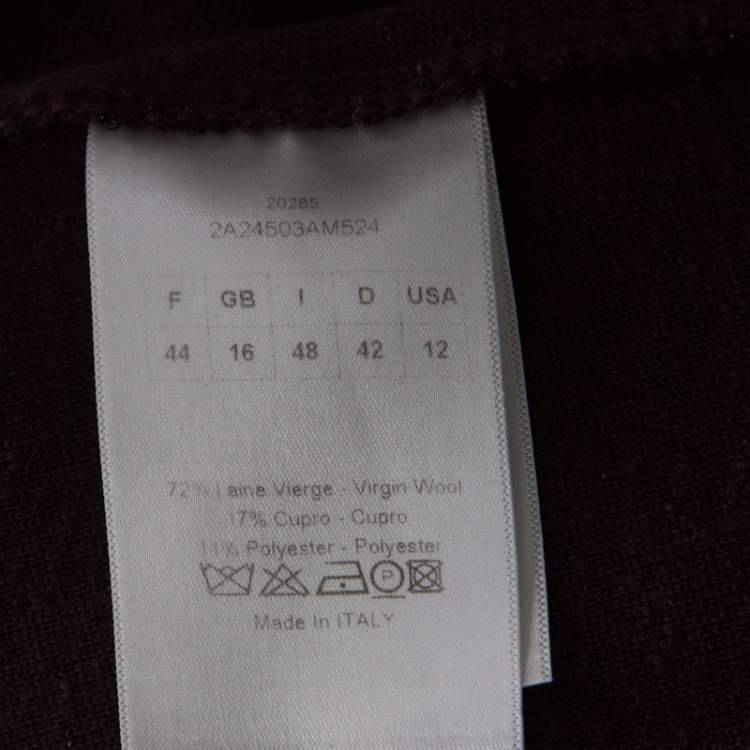 20285
2A24503AM524
F GB I D USA
44 16 48 42 12
72% Laine Vierge - Virgin Wool
17% Cupro - Cupro
11% Polyester - Polyester
P
Made In ITALY